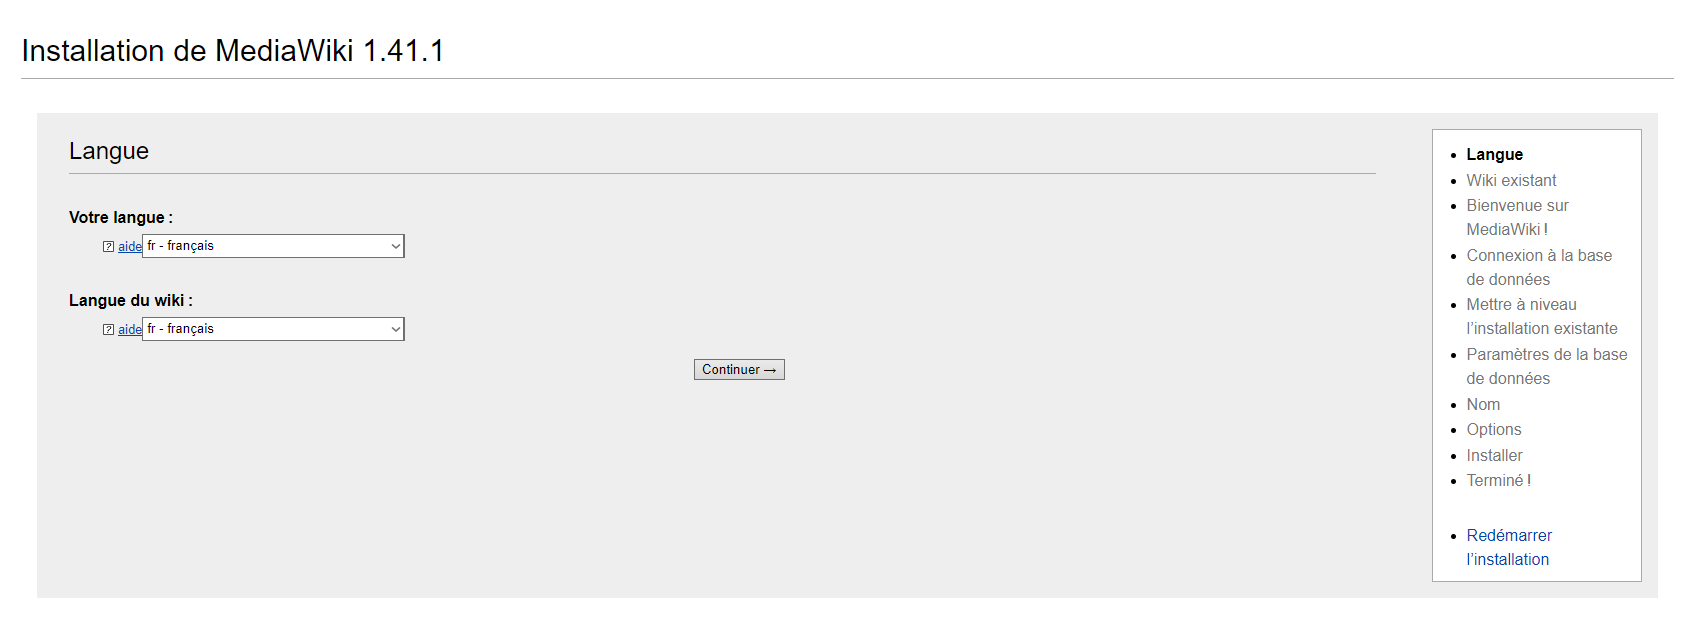 Installation de MediaWiki 1.41.1
Langue
Votre langue :
? aide fr - français
Langue du wiki :
? aide fr - français
Continuer →
Langue
Wiki existant
Bienvenue sur
MediaWiki !
Connexion à la base
de données
Mettre à niveau
l’installation existante
Paramètres de la base
de données
Nom
Options
Installer
Terminé !
Redémarrer
l’installation